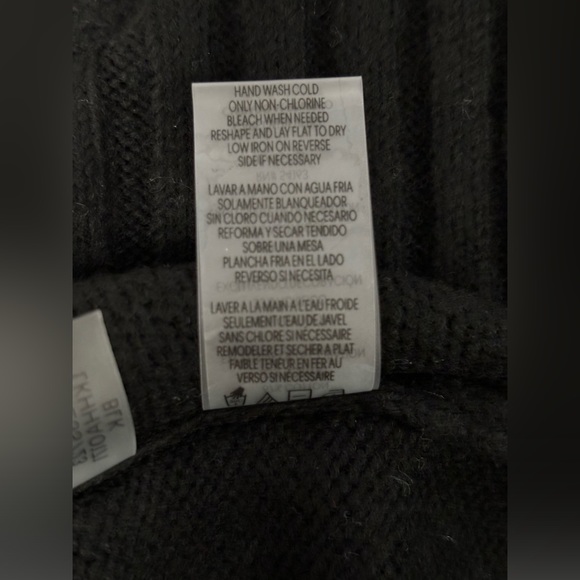 HAND WASH COLD
ONLY NON-CHLORINE
BLEACH WHEN NEEDED
RESHAPE AND LAY FLAT TO DRY
LOW IRON ON REVERSE
SIDE IF NECESSARY
LAVAR A MANO CON AGUA FRIA
SOLAMENTE BLANQUEADOR
SIN CLORO CUANDO NECESARIO
REFORMA Y SECAR TENDIDO
SOBRE UNA MESA
PLANCHA FRIA EN EL LADO
REVERSO SI NECESITA
LAVER A LA MAIN A L'EAU FROIDE
SEULEMENT L'EAU DE JAVEL
SANS CHLORE SI NECESSAIRE
REMODELER ET SECHER A PLAT
FAIBLE TENEUR EN FER AU
VERSO SI NECESSAIRE
BLK